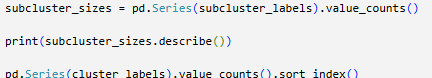 subcluster_sizes = pd.Series(subcluster_labels).value_counts()
print(subcluster_sizes.describe())
pd.Series(cluster_labels).value_counts().sort_index()